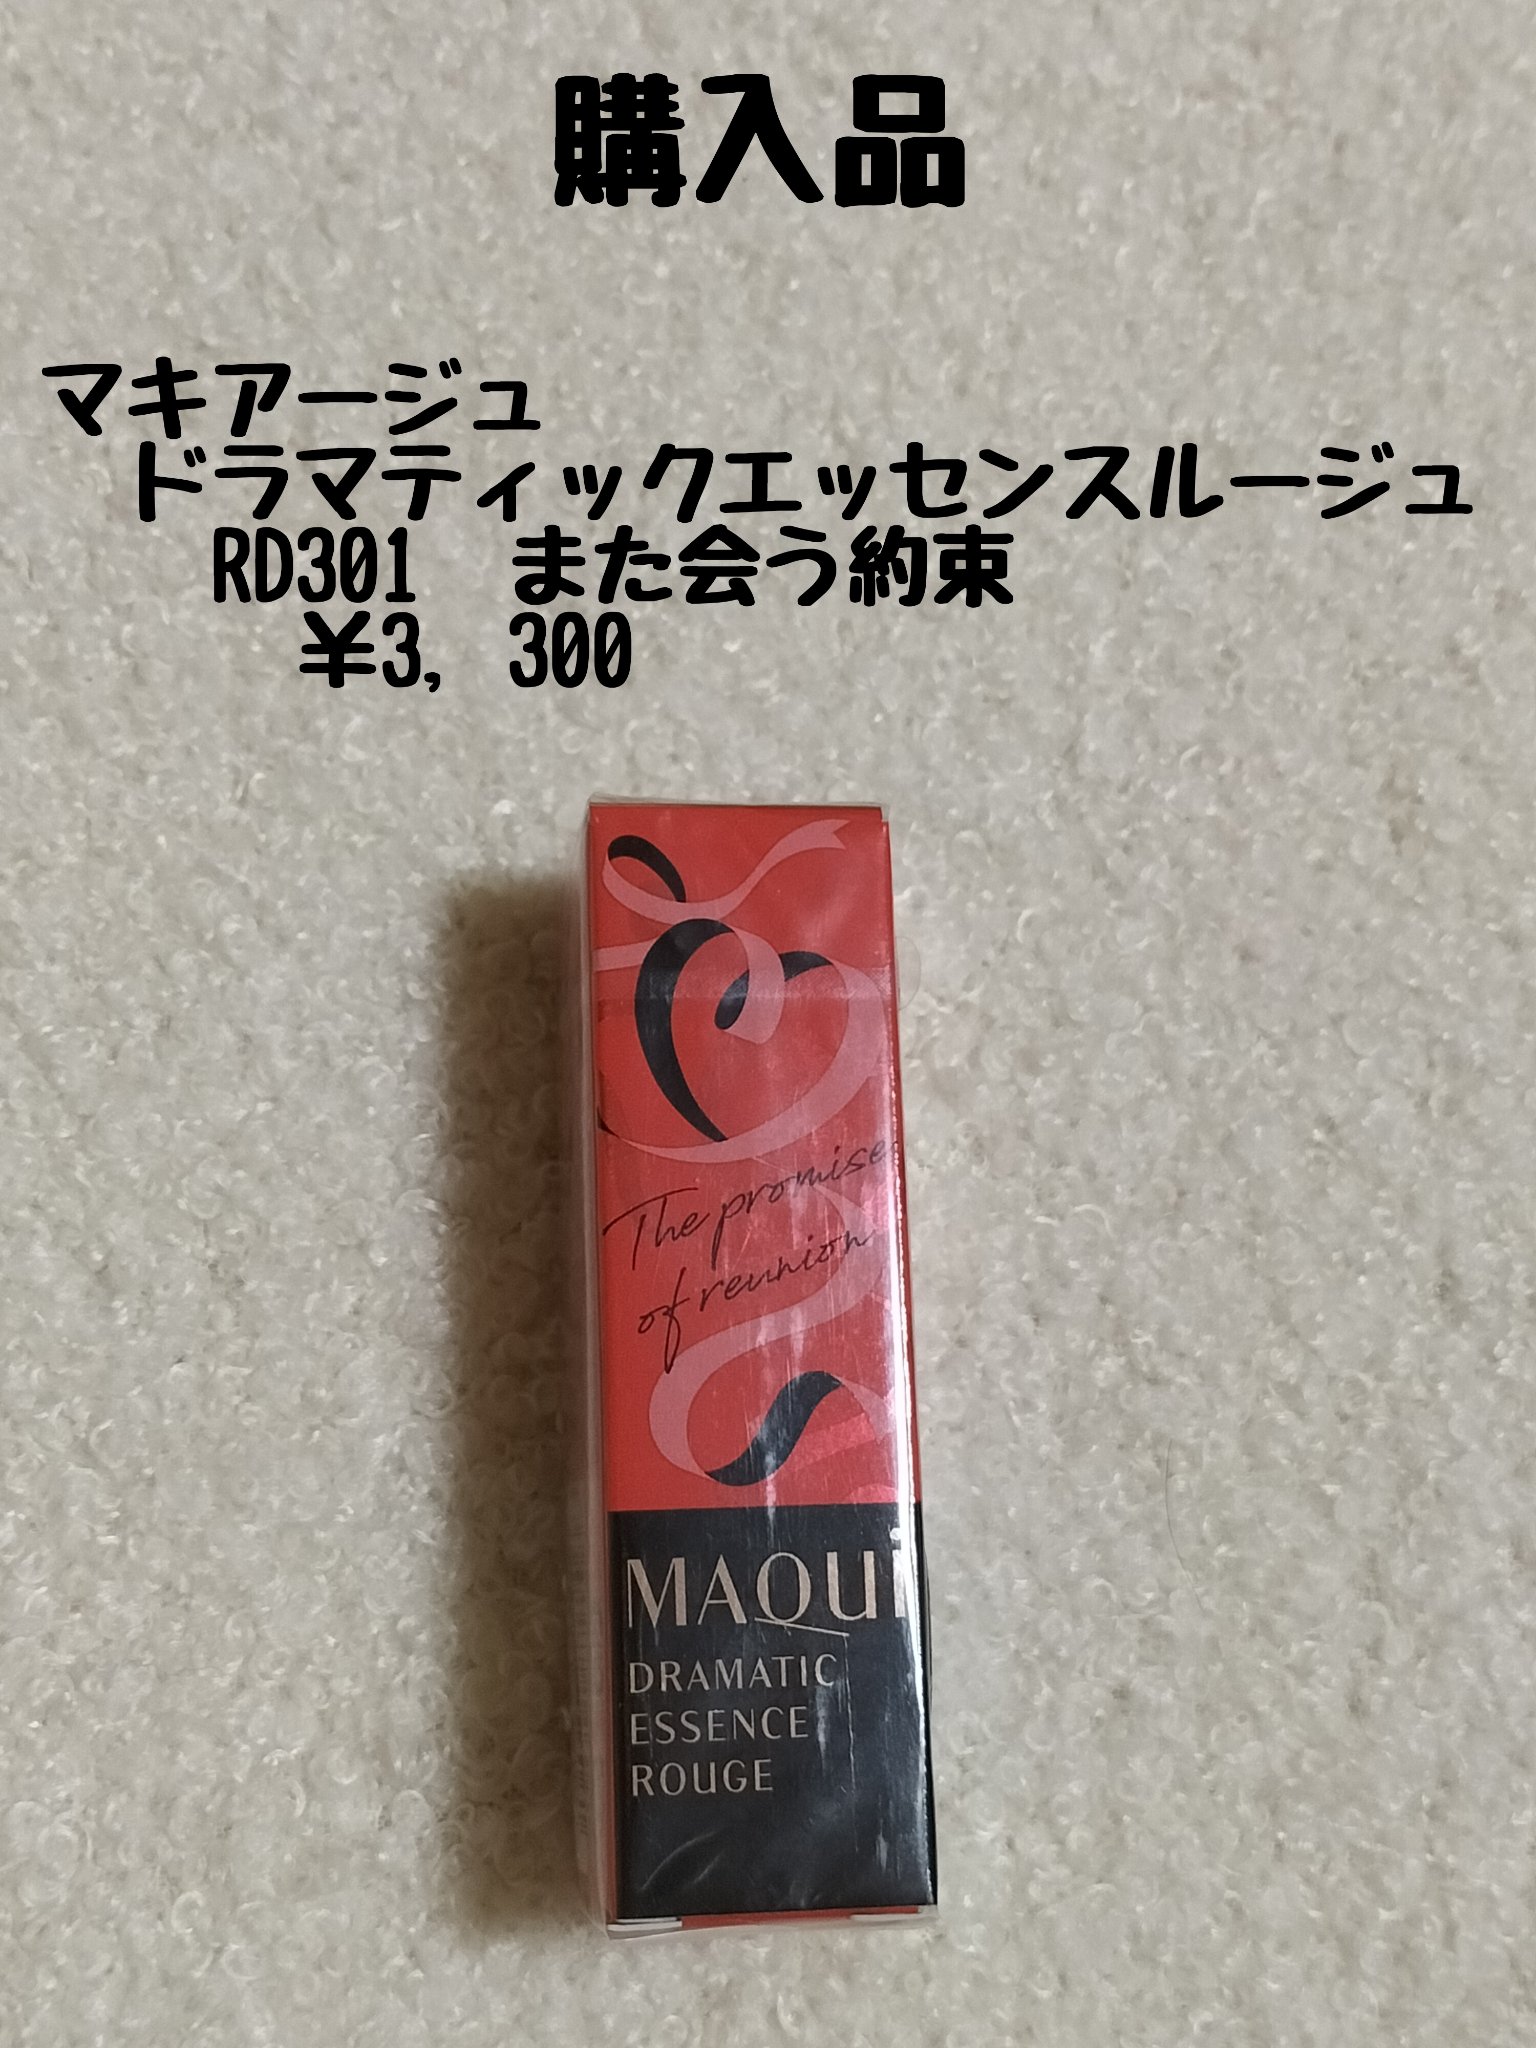 購入品
マキアージュ
ドラマティックエッセンスルージュ
RD301 また会う約束
￥3, 300
The promise
of reunion
MAQUi
DRAMATIC
ESSENCE
ROUGE